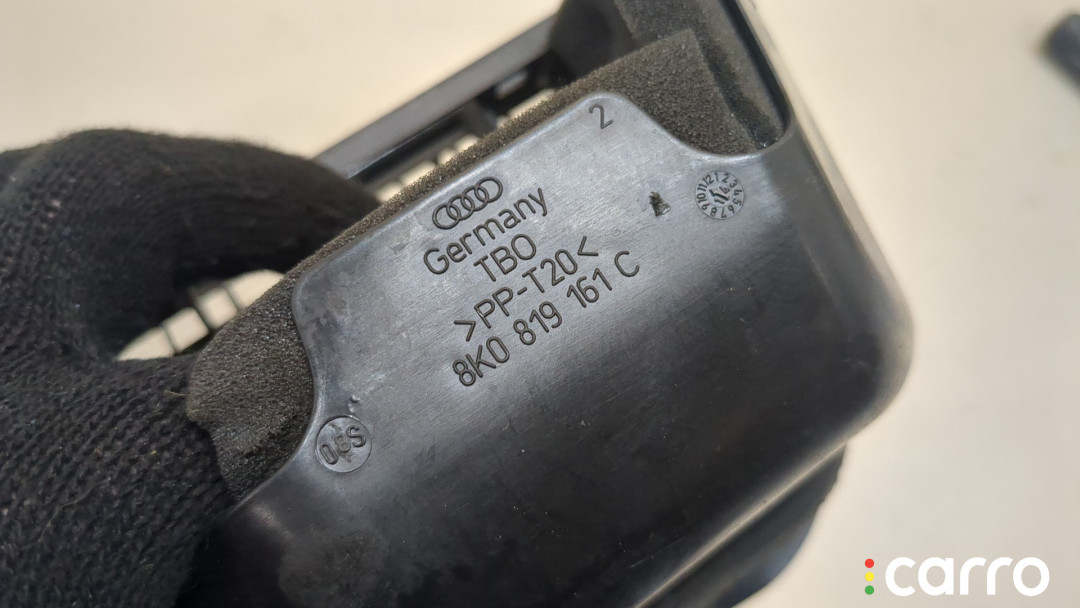 2
Germany
TBO
>PP-T20<
8K0 819 161 C
carro